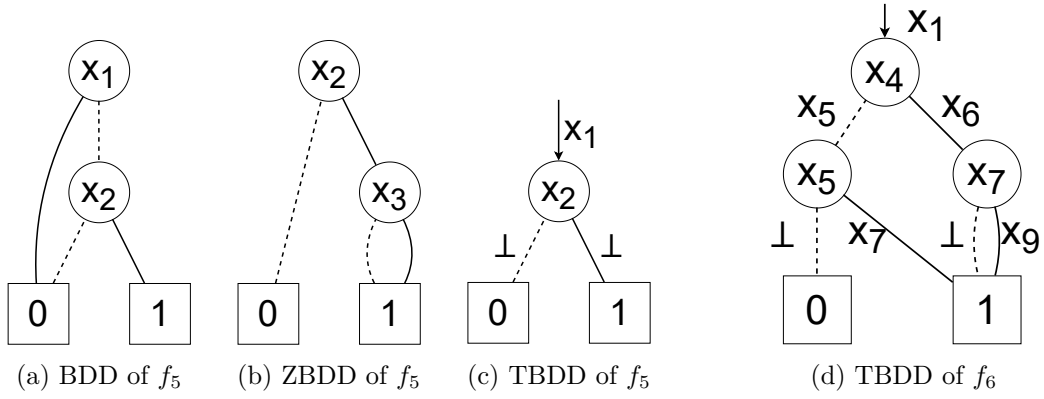 x1
x2
0
1
(a) BDD of f5
x2
x3
0
1
(b) ZBDD of f5
x1
x2
⊥ ⊥
0
1
(c) TBDD of f5
x1
x4
x5 x6
x5 x7
⊥ x7 ⊥ x9
0
1
(d) TBDD of f6